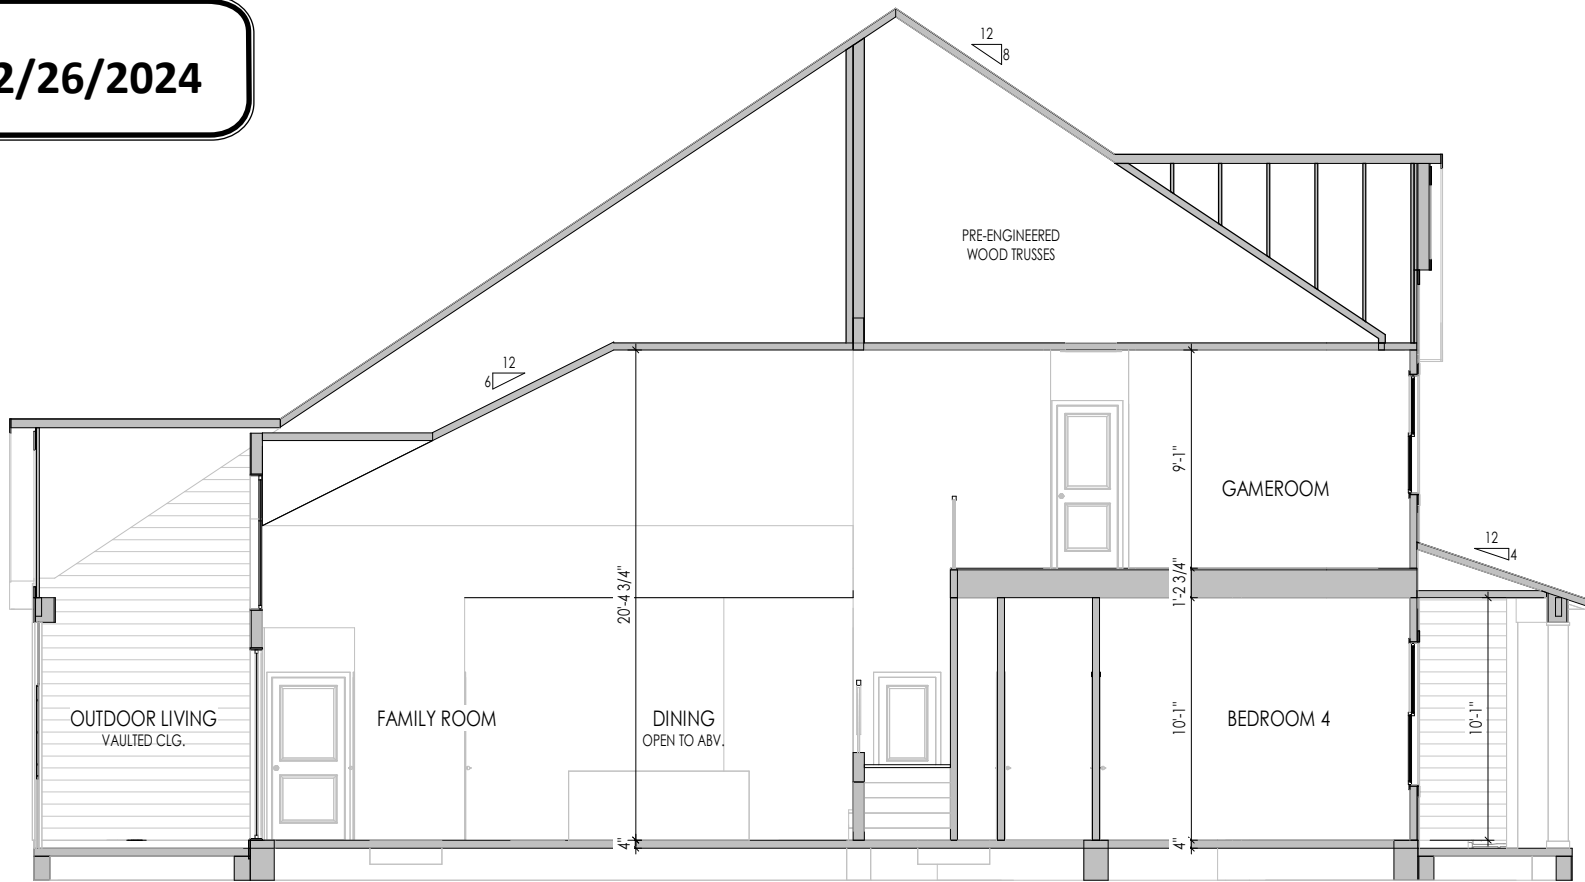 2/26/2024
12
8
PRE-ENGINEERED
WOOD TRUSSES
12
6
9'-1"
GAMEROOM
12
4
20'-4 3/4"
1'-2 3/4"
OUTDOOR LIVING
VAULTED CLG.
FAMILY ROOM
DINING
OPEN TO ABV.
10'-1"
BEDROOM 4
10'-1"
4"
4"